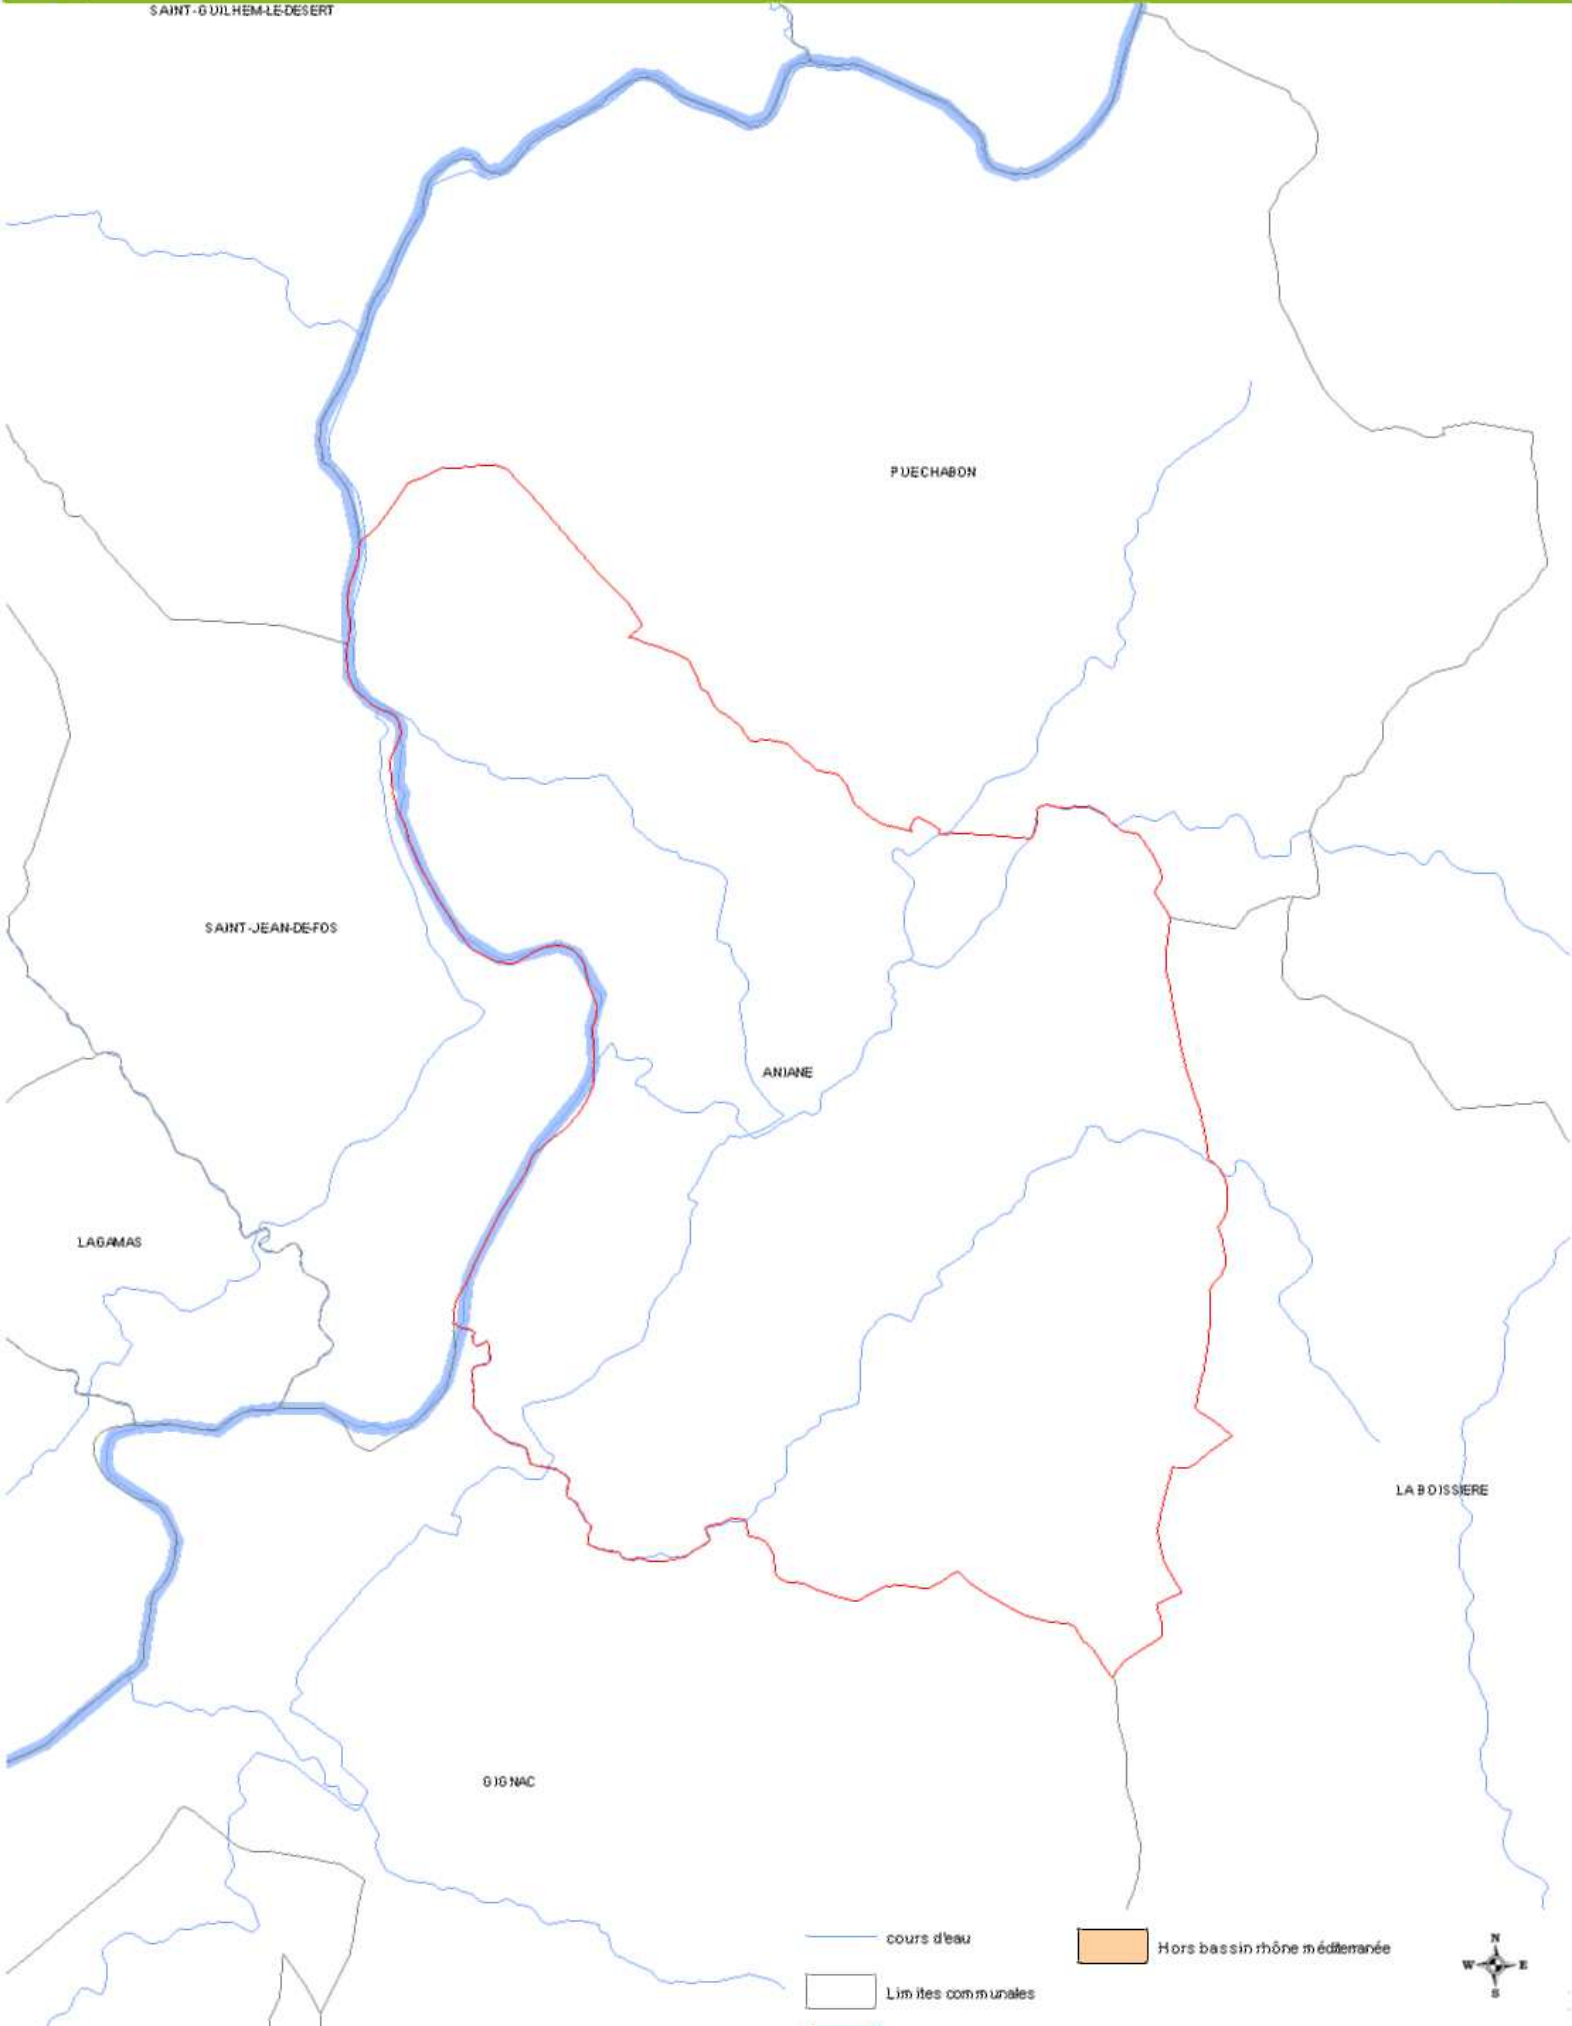 SAINT-GUILHEM-LE-DESERT
PUECHABON
SAINT-JEAN-DE-FOS
ANIANE
LAGAMAS
LA BOISSIERE
GIGNAC
cours d'eau
Hors bassin rhône méditerranée
Limites communales
N
W E
S